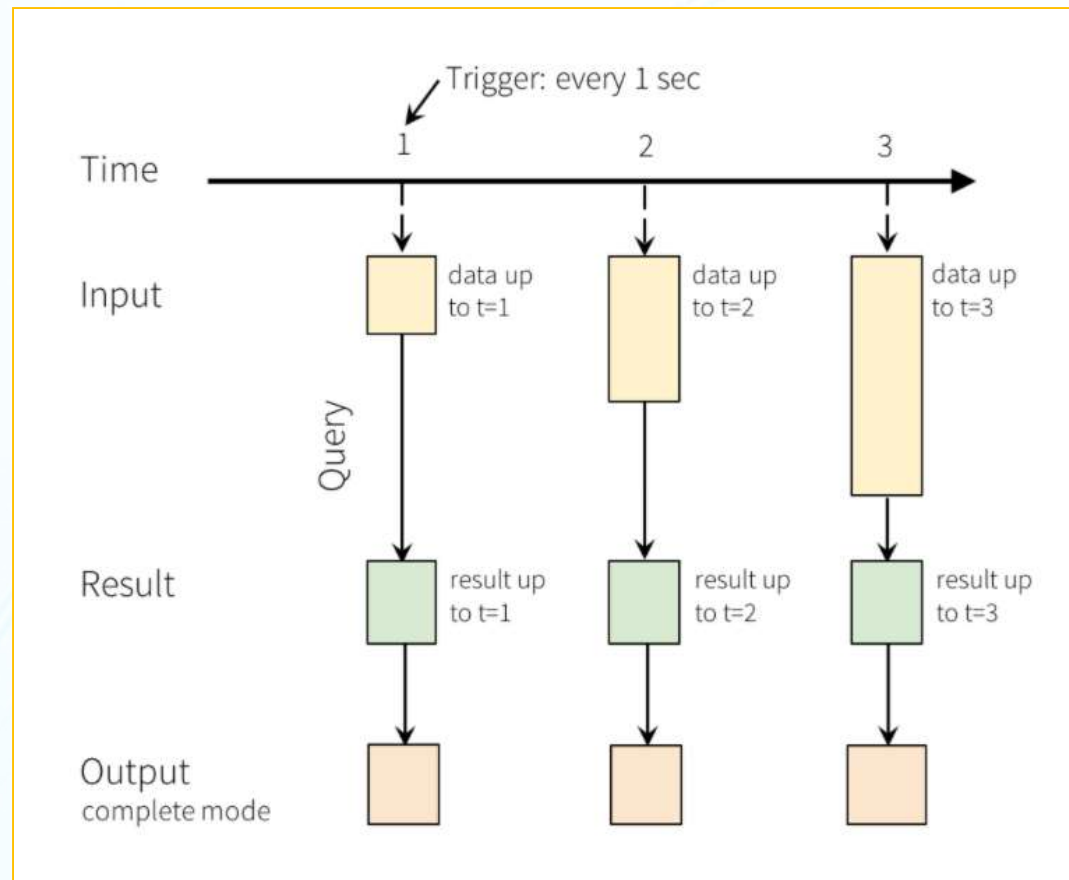 Trigger: every 1 sec
1 2 3
Time
Input
data up
to t=1
data up
to t=2
data up
to t=3
Query
Result
result up
to t=1
result up
to t=2
result up
to t=3
Output
complete mode